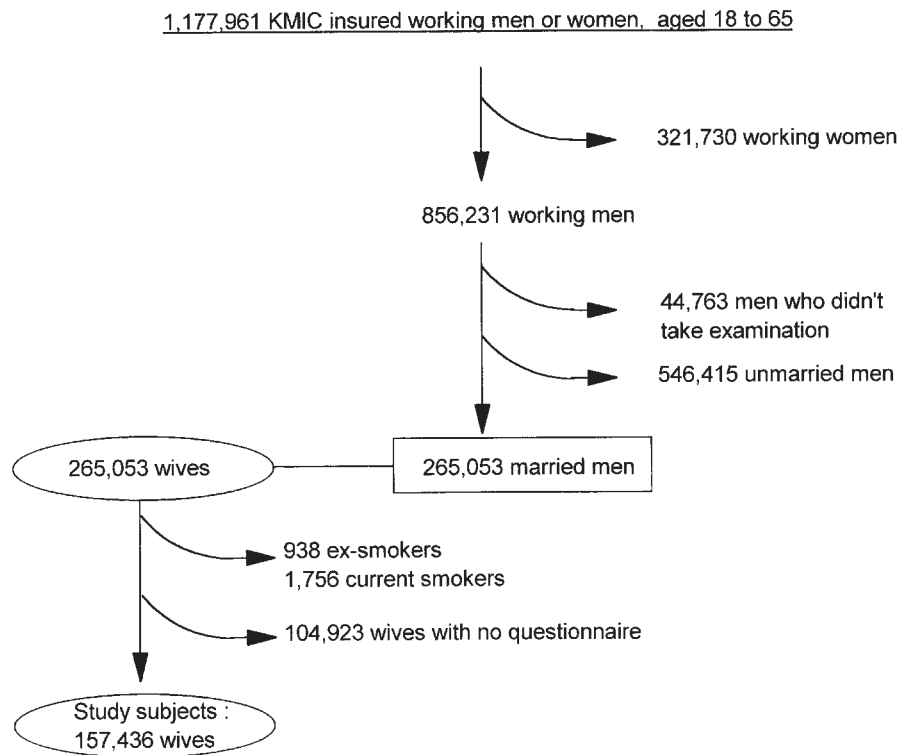 1,177,961 KMIC insured working men or women, aged 18 to 65
321,730 working women
856,231 working men
44,763 men who didn't
take examination
546,415 unmarried men
265,053 wives
265,053 married men
938 ex-smokers
1,756 current smokers
104,923 wives with no questionnaire
Study subjects :
157,436 wives